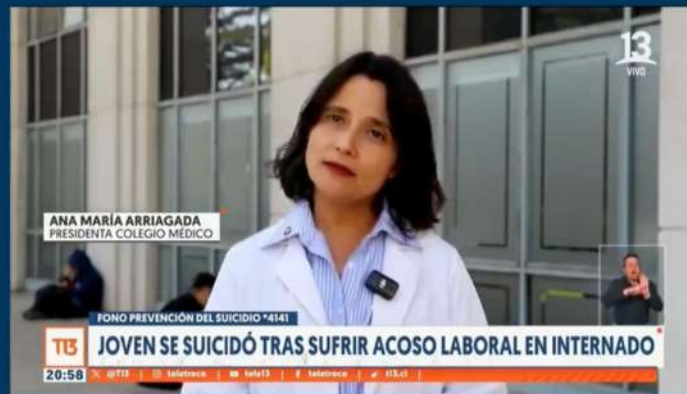 13
VIVO
ANA MARÍA ARRIAGADA
PRESIDENTA COLEGIO MÉDICO
FONO PREVENCIÓN DEL SUICIDIO *4141
T13
JOVEN SE SUICIDÓ TRAS SUFRIR ACOSO LABORAL EN INTERNADO
20:58 @T13 teletrece tele13 teletrece t13.cl